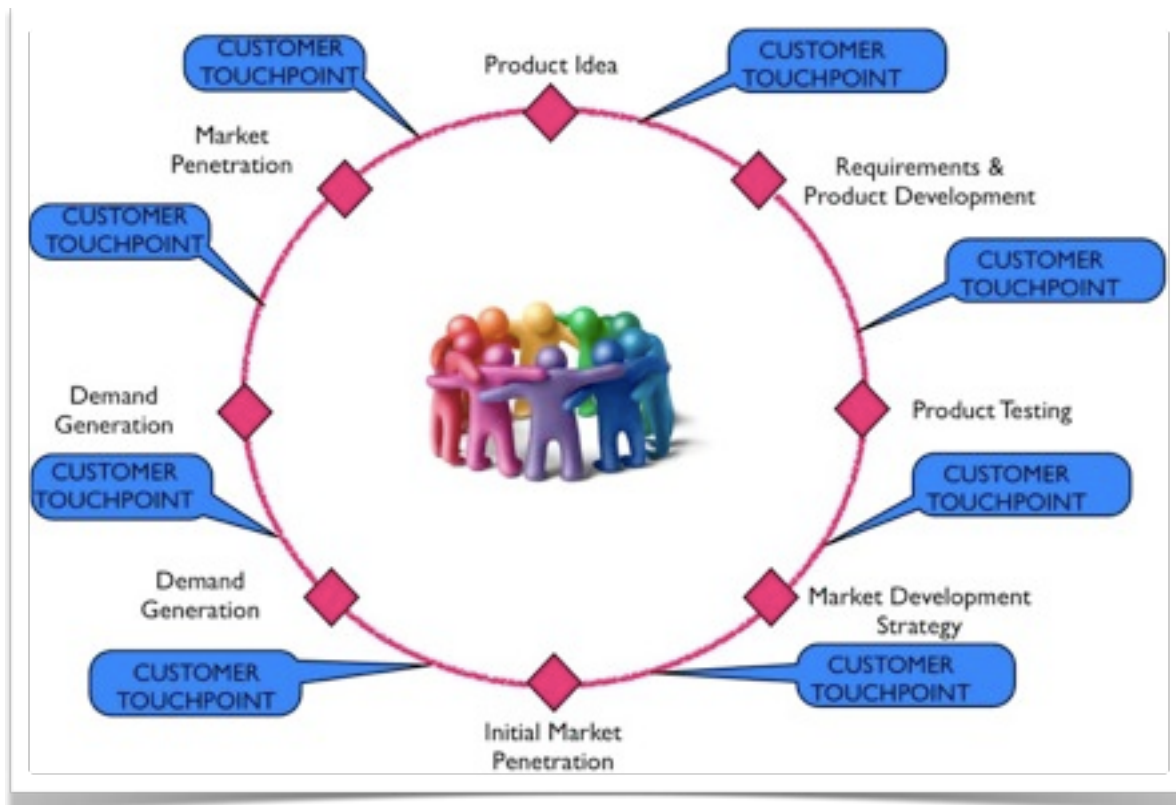 CUSTOMER
TOUCHPOINT
Product Idea
CUSTOMER
TOUCHPOINT
Market
Penetration
Requirements &
Product Development
CUSTOMER
TOUCHPOINT
CUSTOMER
TOUCHPOINT
Demand
Generation
Product Testing
CUSTOMER
TOUCHPOINT
CUSTOMER
TOUCHPOINT
Demand
Generation
Market Development
Strategy
CUSTOMER
TOUCHPOINT
CUSTOMER
TOUCHPOINT
Initial Market
Penetration